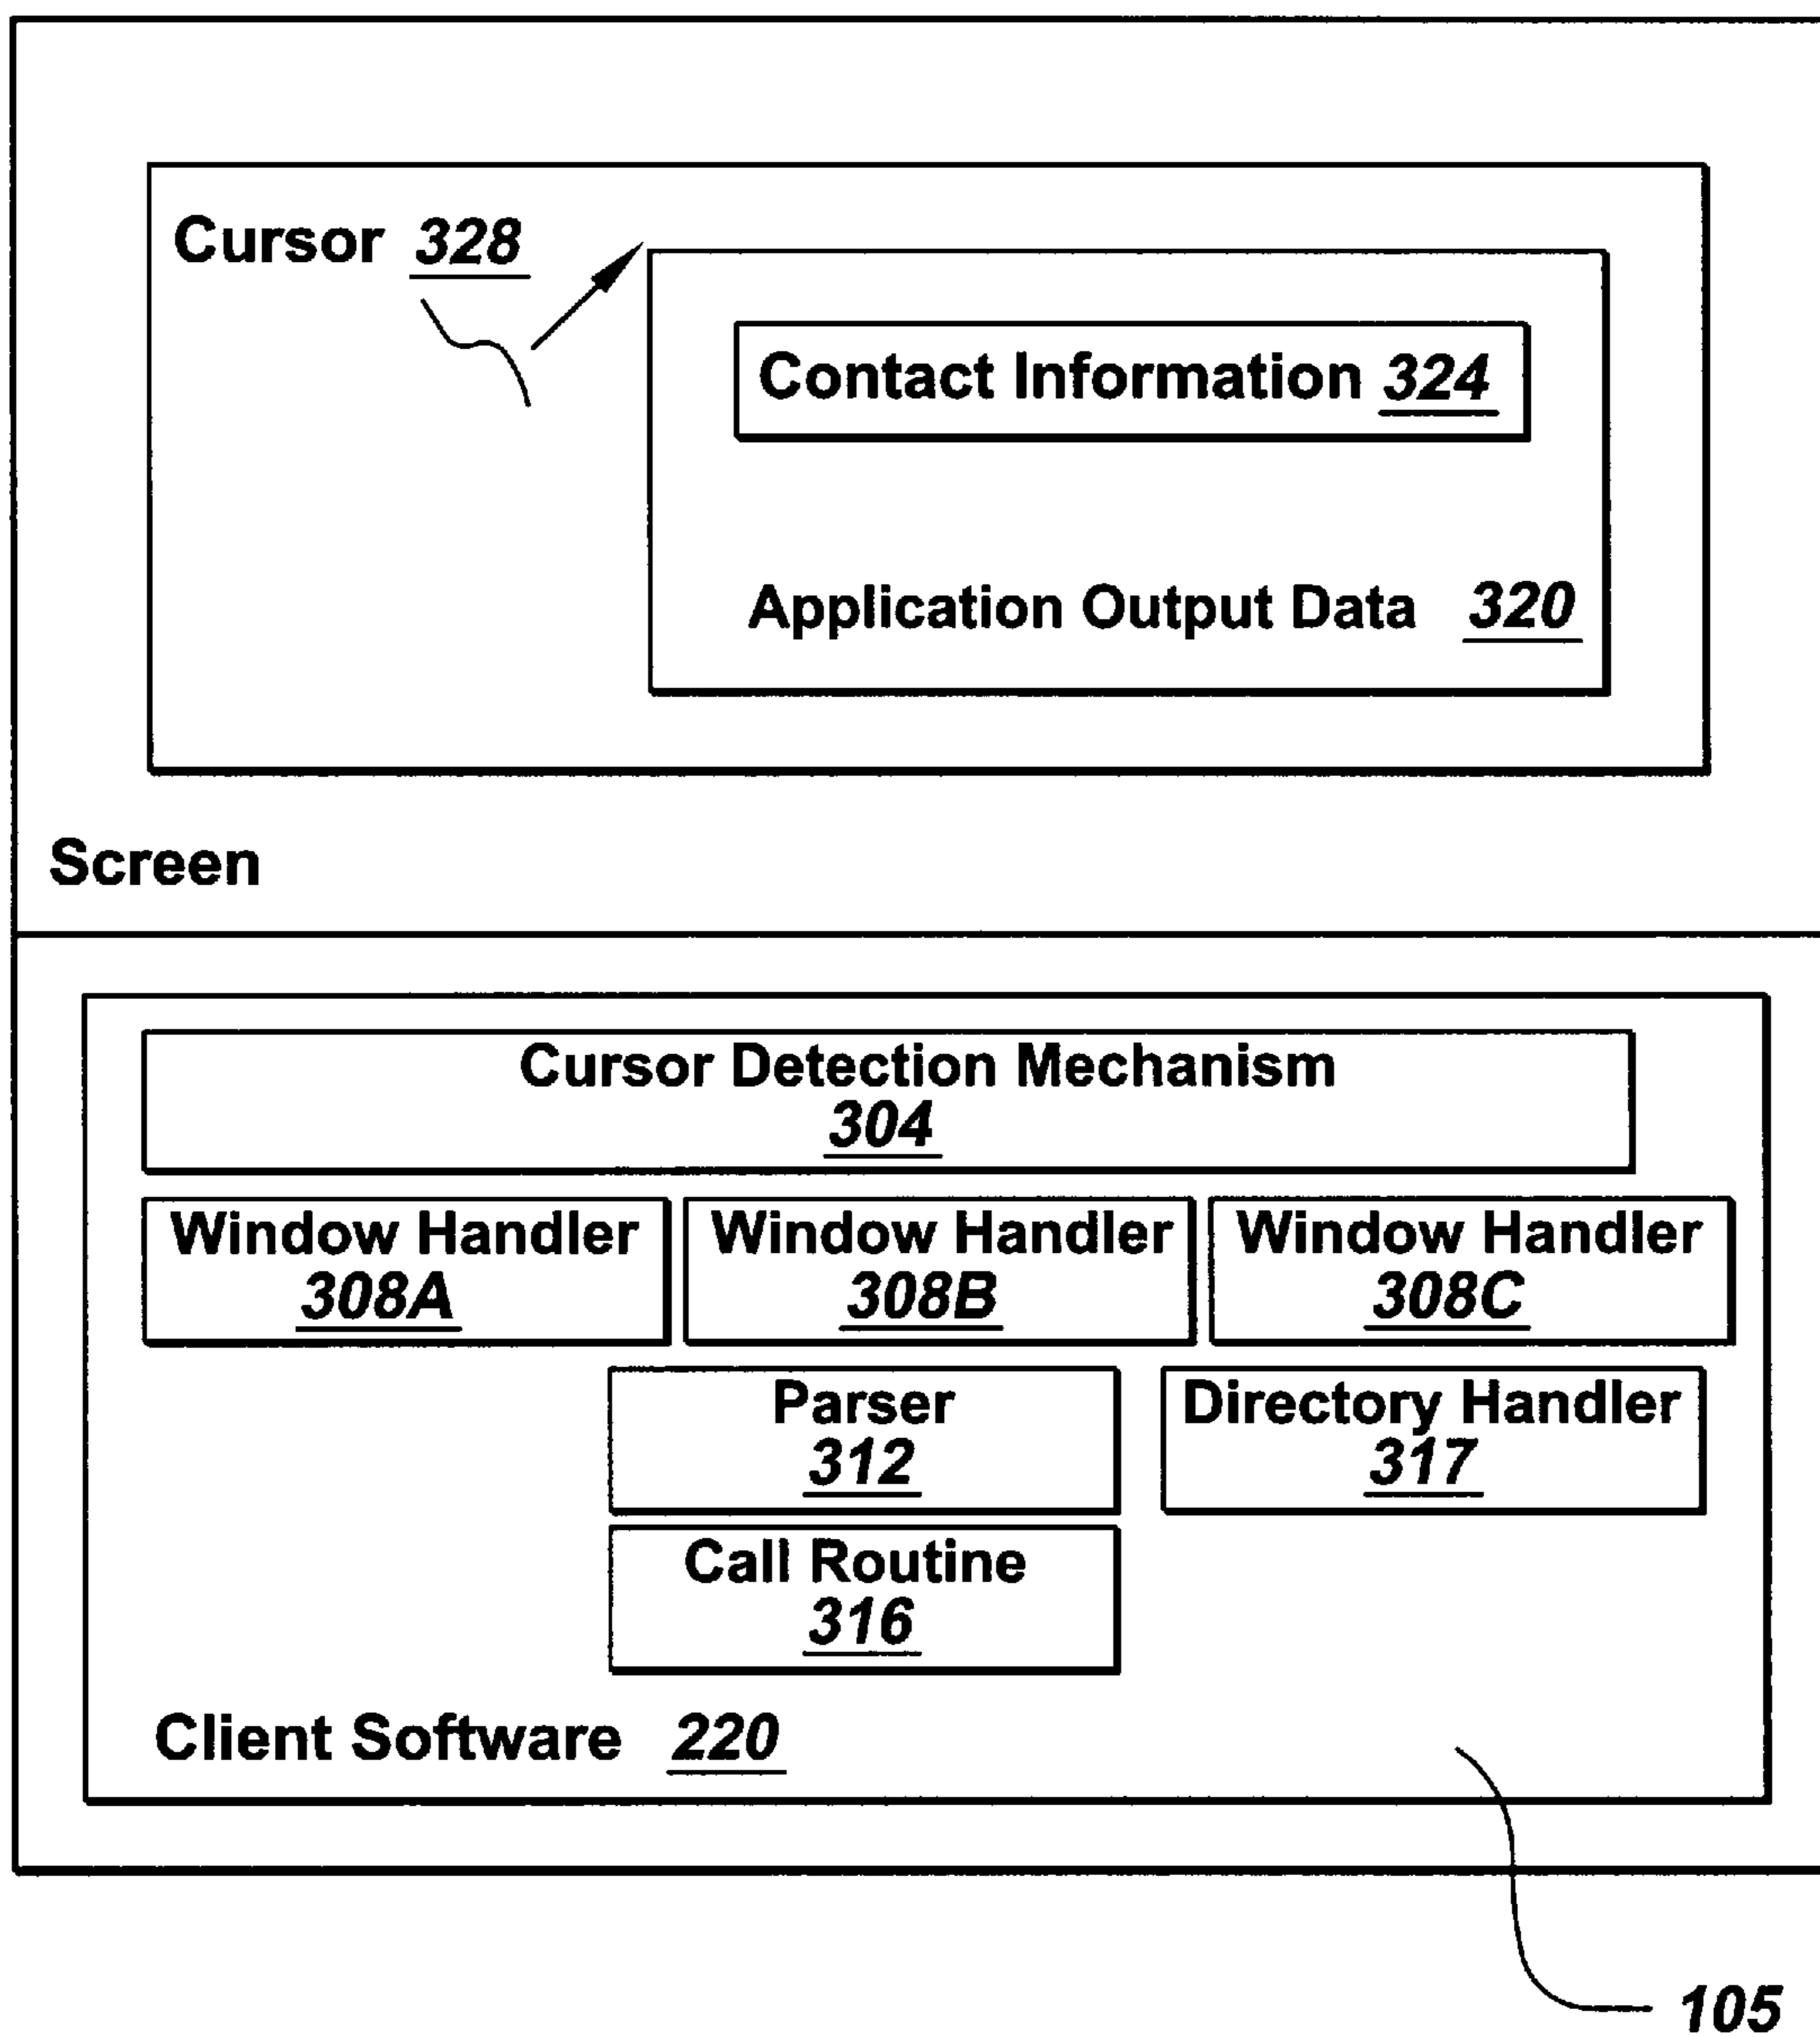 Cursor 328
Contact Information 324
Application Output Data 320
Screen
Cursor Detection Mechanism
304
Window Handler
308A
Window Handler
308B
Window Handler
308C
Parser
312
Directory Handler
317
Call Routine
316
Client Software 220
105